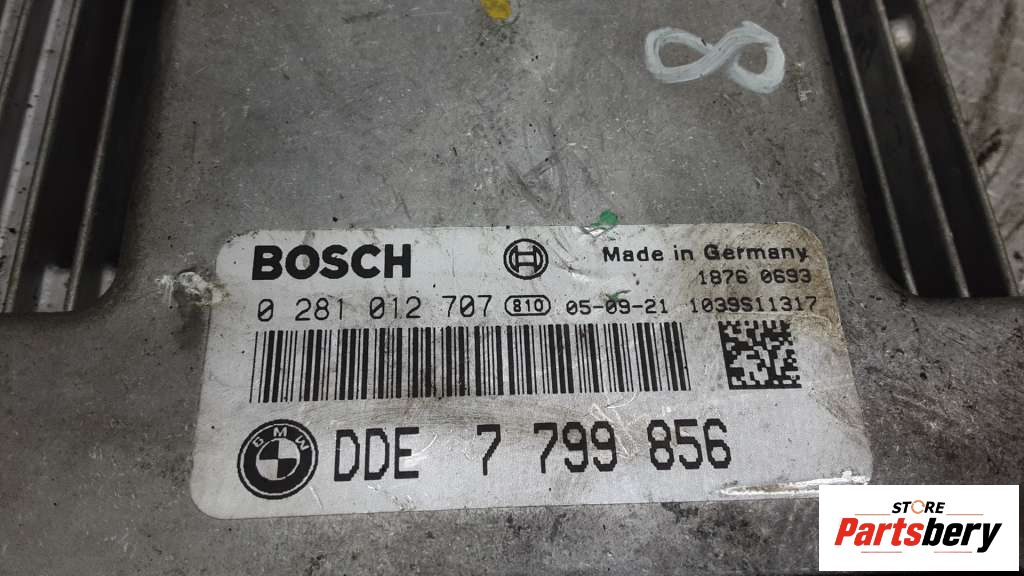 BOSCH Made in Germany
1876 0693
0 281 012 707 810 05-09-21 1039S11317
BMW DDE 7 799 856
STORE
Partsbery